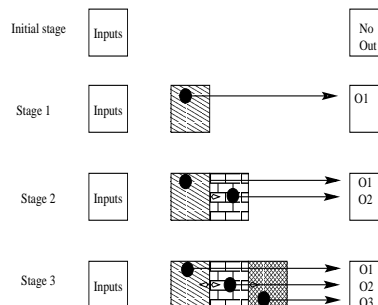 Initial stage
Inputs
No
Out
Stage 1
Inputs
O1
Stage 2
Inputs
O1
O2
Stage 3
Inputs
O1
O2
O3